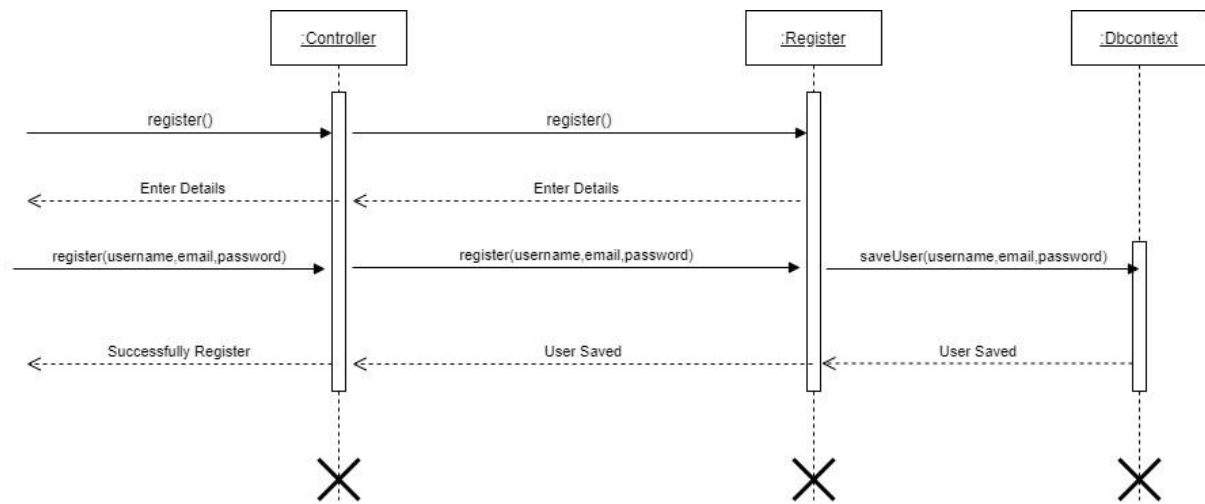 :Controller
:Register
:Dbcontext
register()
register()
Enter Details
Enter Details
register(username,email,password)
register(username,email,password)
saveUser(username,email,password)
Successfully Register
User Saved
User Saved